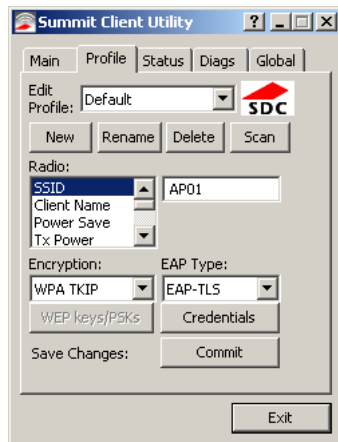 Summit Client Utility
Main Profile Status Diags Global
Edit Profile: Default
SDC
New Rename Delete Scan
Radio:
SSID AP01
Client Name
Power Save
Tx Power
Encryption: EAP Type:
WPA TKIP EAP-TLS
WEP keys/PSKs Credentials
Save Changes: Commit
Exit